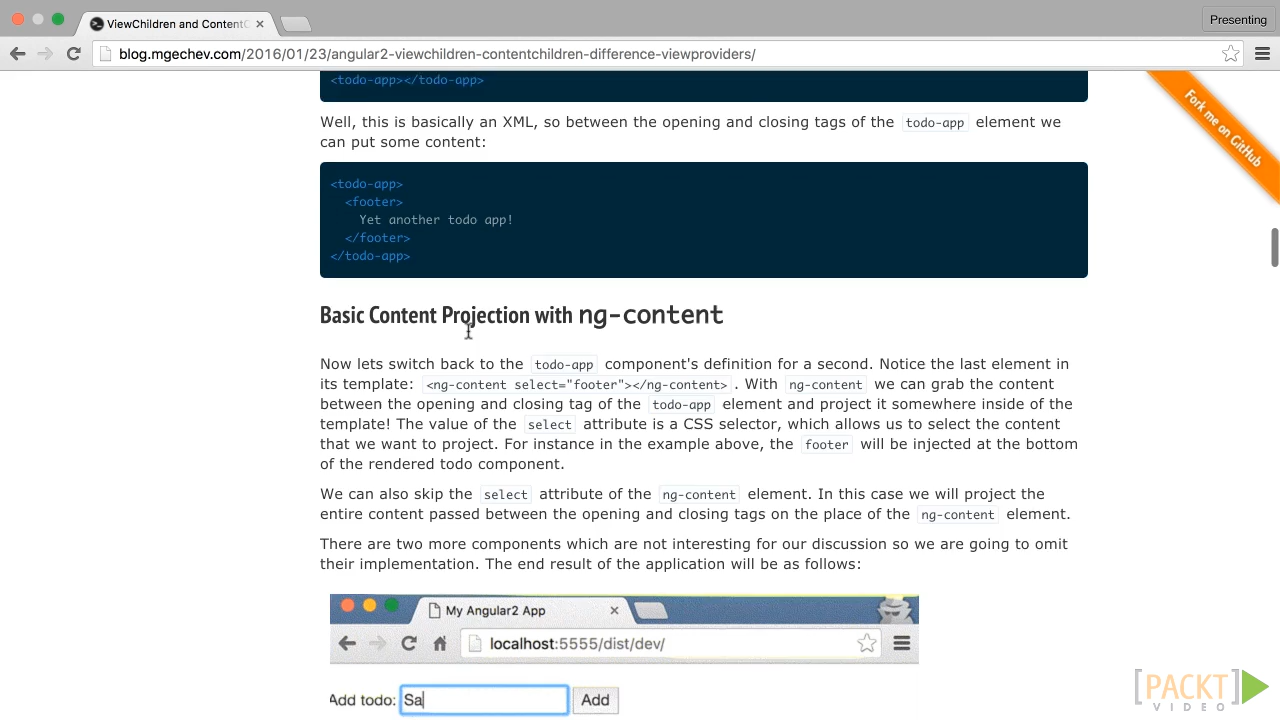 ViewChildren and ContentC
Presenting
blog.mgechev.com/2016/01/23/angular2-viewchildren-contentchildren-difference-viewproviders/
<todo-app></todo-app>
Fork me on GitHub
Well, this is basically an XML, so between the opening and closing tags of the todo-app element we
can put some content:
<todo-app>
<footer>
Yet another todo app!
</footer>
</todo-app>
Basic Content Projection with ng-content
Now lets switch back to the todo-app component's definition for a second. Notice the last element in
its template: <ng-content select="footer"></ng-content> . With ng-content we can grab the content
between the opening and closing tag of the todo-app element and project it somewhere inside of the
template! The value of the select attribute is a CSS selector, which allows us to select the content
that we want to project. For instance in the example above, the footer will be injected at the bottom
of the rendered todo component.
We can also skip the select attribute of the ng-content element. In this case we will project the
entire content passed between the opening and closing tags on the place of the ng-content element.
There are two more components which are not interesting for our discussion so we are going to omit
their implementation. The end result of the application will be as follows:
My Angular2 App
localhost:5555/dist/dev/
Add todo: Sa Add
[PACKT]
VIDEO